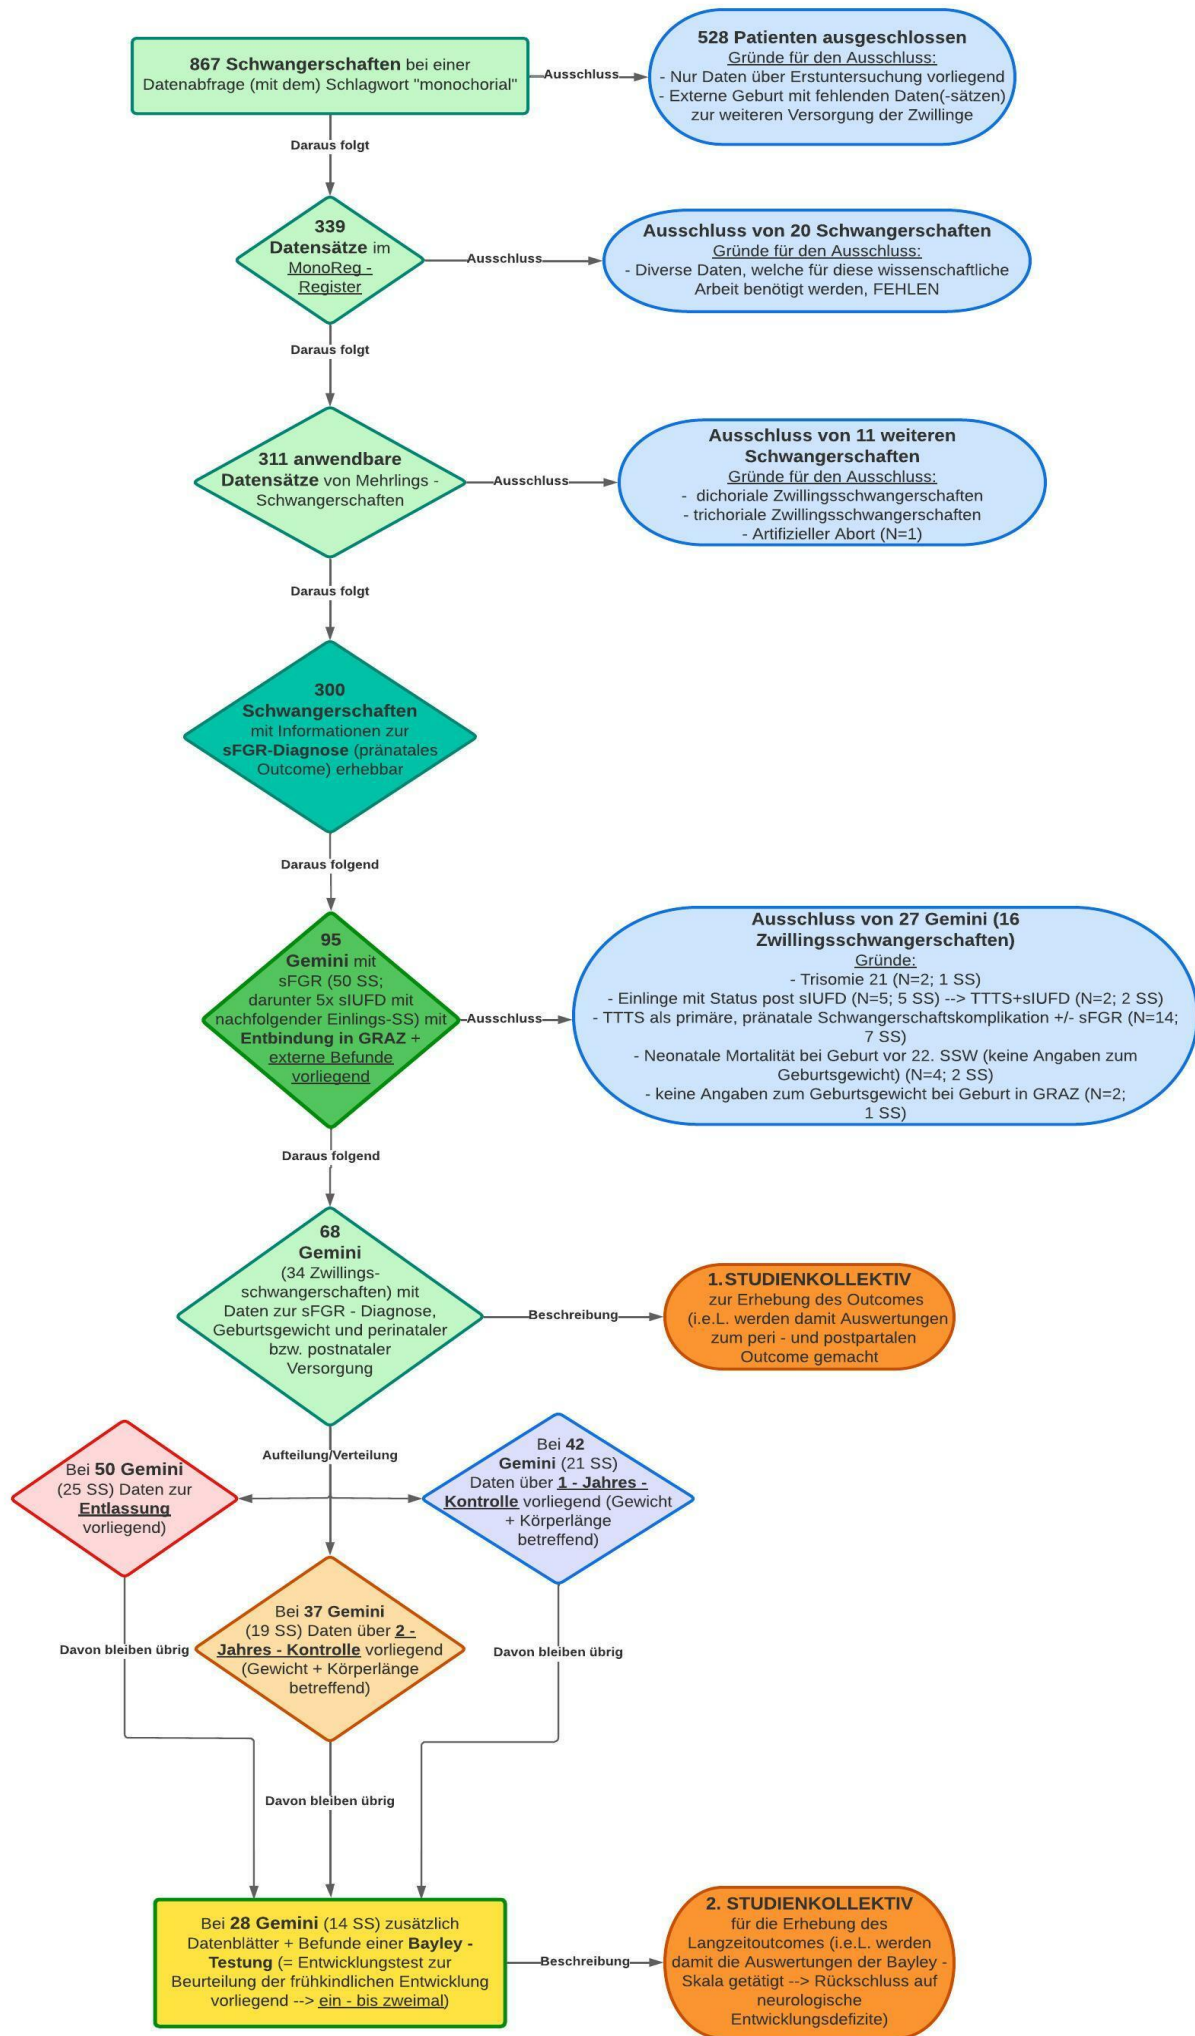 867 Schwangerschaften bei einer
Datenabfrage (mit dem) Schlagwort "monochorial"
Ausschluss
528 Patienten ausgeschlossen
Gründe für den Ausschluss:
- Nur Daten über Erstuntersuchung vorliegend
- Externe Geburt mit fehlenden Daten(-sätzen)
zur weiteren Versorgung der Zwillinge
Daraus folgt
339
Datensätze im
MonoReg -
Register
Ausschluss
Ausschluss von 20 Schwangerschaften
Gründe für den Ausschluss:
- Diverse Daten, welche für diese wissenschaftliche
Arbeit benötigt werden, FEHLEN
Daraus folgt
311 anwendbare
Datensätze von Mehrlings -
Schwangerschaften
Ausschluss
Ausschluss von 11 weiteren
Schwangerschaften
Gründe für den Ausschluss:
- dichoriale Zwillingsschwangerschaften
- trichoriale Zwillingsschwangerschaften
- Artifizieller Abort (N=1)
Daraus folgt
300
Schwangerschaften
mit Informationen zur
sFGR-Diagnose (pränatales
Outcome) erhebbar
Daraus folgend
95
Gemini mit
sFGR (50 SS;
darunter 5x sIUFD mit
nachfolgender Einlings-SS) mit
Entbindung in GRAZ +
externe Befunde
vorliegend
Ausschluss
Ausschluss von 27 Gemini (16
Zwillingsschwangerschaften)
Gründe:
- Trisomie 21 (N=2; 1 SS)
- Einlinge mit Status post sIUFD (N=5; 5 SS) --> TTTS+sIUFD (N=2; 2 SS)
- TTTS als primäre, pränatale Schwangerschaftskomplikation +/- sFGR (N=14;
7 SS)
- Neonatale Mortalität bei Geburt vor 22. SSW (keine Angaben zum
Geburtsgewicht) (N=4; 2 SS)
- keine Angaben zum Geburtsgewicht bei Geburt in GRAZ (N=2;
1 SS)
Daraus folgend
68
Gemini
(34 Zwillings-
schwangerschaften) mit
Daten zur sFGR - Diagnose,
Geburtsgewicht und perinataler
bzw. postnataler
Versorgung
Beschreibung
1.STUDIENKOLLEKTIV
zur Erhebung des Outcomes
(i.e.L. werden damit Auswertungen
zum peri - und postpartalen
Outcome gemacht
Aufteilung/Verteilung
Bei 50 Gemini
(25 SS) Daten zur
Entlassung
vorliegend)
Bei 42
Gemini (21 SS)
Daten über 1 - Jahres -
Kontrolle vorliegend (Gewicht
+ Körperlänge
betreffend)
Bei 37 Gemini
(19 SS) Daten über 2 -
Jahres - Kontrolle vorliegend
(Gewicht + Körperlänge
betreffend)
Davon bleiben übrig
Davon bleiben übrig
Davon bleiben übrig
Bei 28 Gemini (14 SS) zusätzlich
Datenblätter + Befunde einer Bayley -
Testung (= Entwicklungstest zur
Beurteilung der frühkindlichen Entwicklung
vorliegend --> ein - bis zweimal)
Beschreibung
2. STUDIENKOLLEKTIV
für die Erhebung des
Langzeitoutcomes (i.e.L. werden
damit die Auswertungen der Bayley -
Skala getätigt --> Rückschluss auf
neurologische
Entwicklungsdefizite)